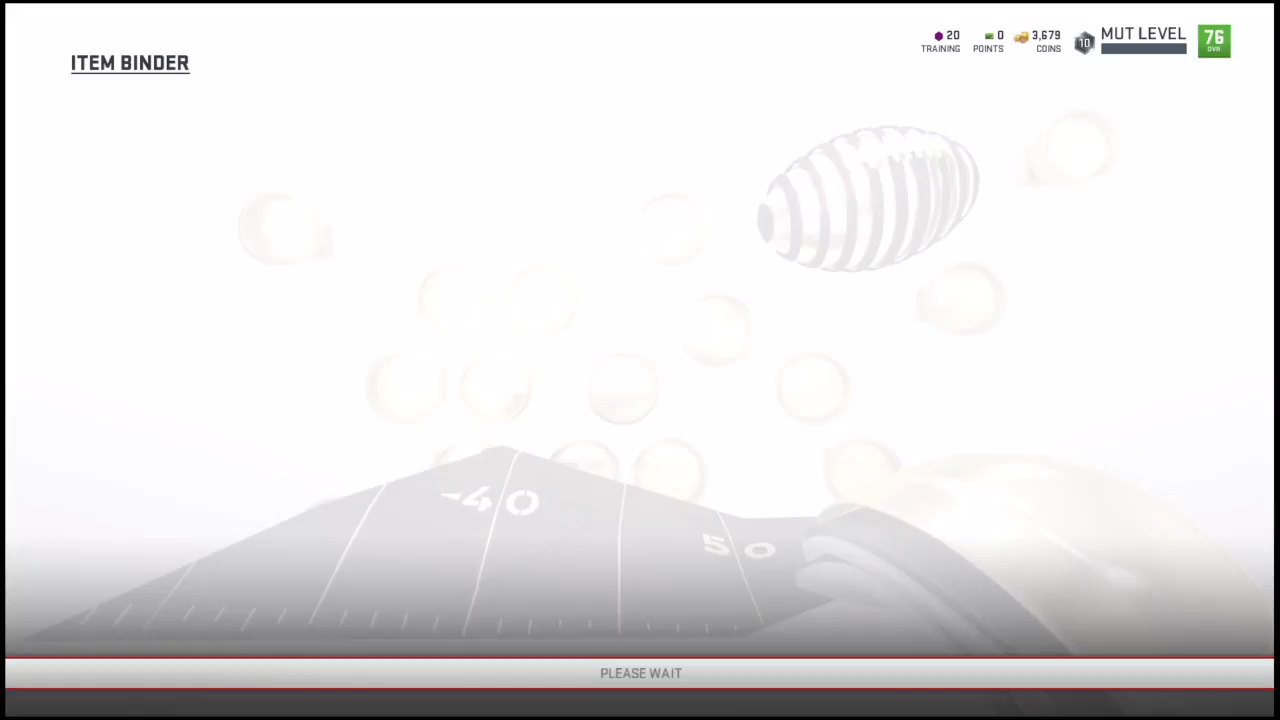 ITEM BINDER
20 TRAINING
0 POINTS
3,679 COINS
10
MUT LEVEL
76 OVR
40
50
PLEASE WAIT